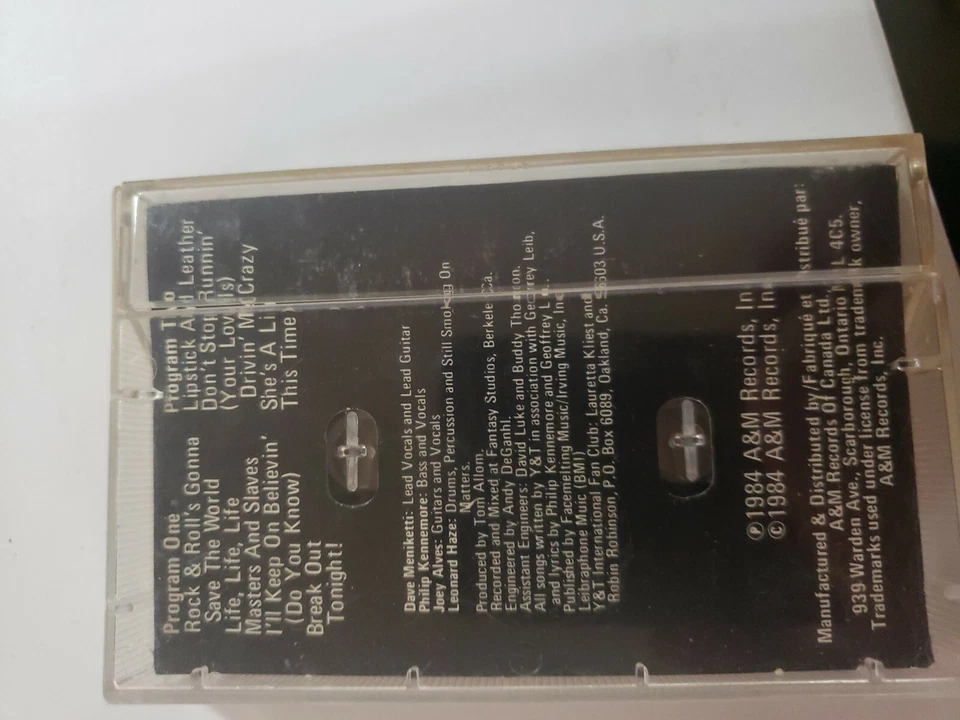 Program One
Rock & Roll's Gonna
Save The World
Life, Life, Life
Masters And Slaves
I'll Keep On Believin'
(Do You Know)
Break Out
Tonight!
Program
Lipstick And Leather
Don't Stop Runnin'
(Your Love Is)
Drivin' Me Crazy
She's A Liar
This Time
Dave Meniketti: Lead Vocals and Lead Guitar
Philip Kennemore: Bass and Vocals
Joey Alves: Guitars and Vocals
Leonard Haze: Drums, Percussion and Still Smoking On
Matters.
Produced by Tom Allom.
Recorded and Mixed at Fantasy Studios, Berkeley, Ca.
Engineered by Andy DeGanhl.
Assistant Engineers: David Luke and Buddy Thornton.
All songs written by Y&T in association with Geoffrey Leib,
and lyrics by Philip Kennemore and Geoffrey Leib.
Published by Facemelting Music/Irving Music, Inc.
Leibraphone Music (BMI)
Y&T International Fan Club: Lauretta Kliest and
Robin Robinson, P.O. Box 6089, Oakland, Ca. 94603 U.S.A.
Ⓟ1984 A&M Records, Inc.
©1984 A&M Records, Inc.
Manufactured & Distributed by/Fabriqué et distribué par:
A&M Records Of Canada Ltd.,
939 Warden Ave., Scarborough, Ontario 4C5.
Trademarks used under license from trademark owner,
A&M Records, Inc.